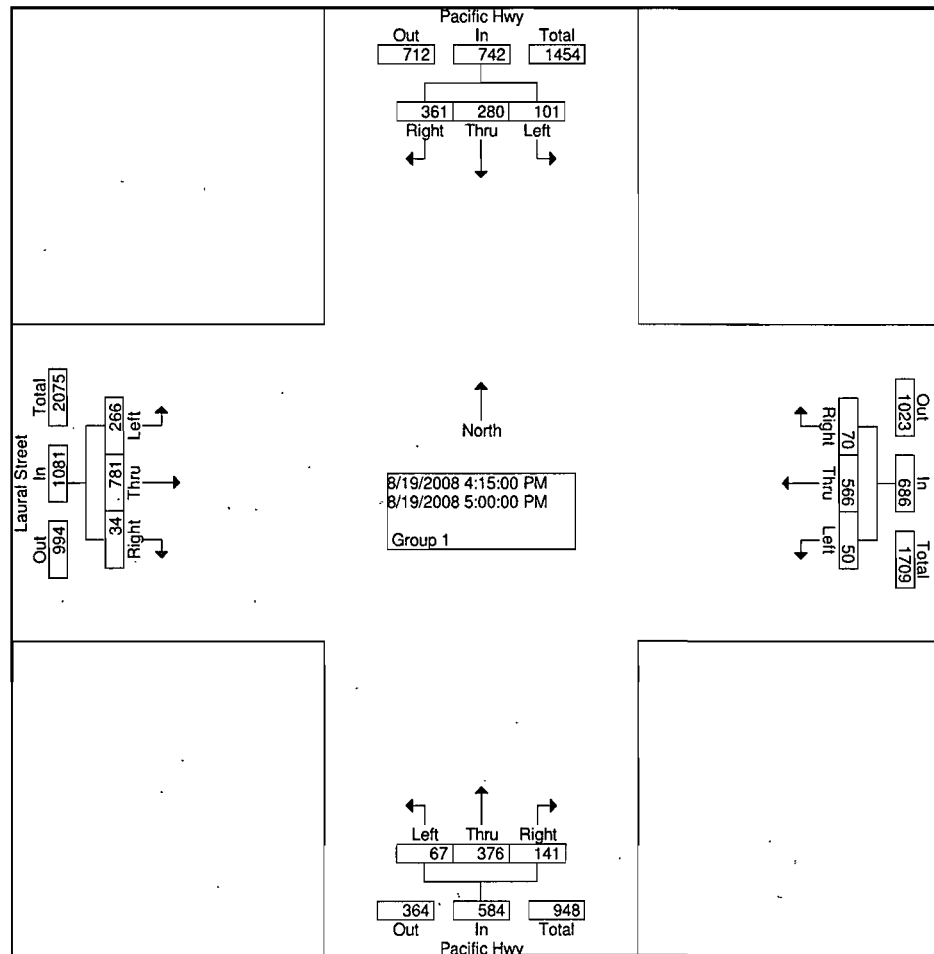 Pacific Hwy
Out In Total
712 742 1454
361 280 101
Right Thru Left
Laural Street
Total In Out
2075 1081 994
266 781 34
Left Thru Right
North
8/19/2008 4:15:00 PM
8/19/2008 5:00:00 PM
Group 1
Right Thru Left
70 566 50
1023 686 1709
Out In Total
Left Thru Right
67 376 141
364 584 948
Out In Total
Pacific Hwy